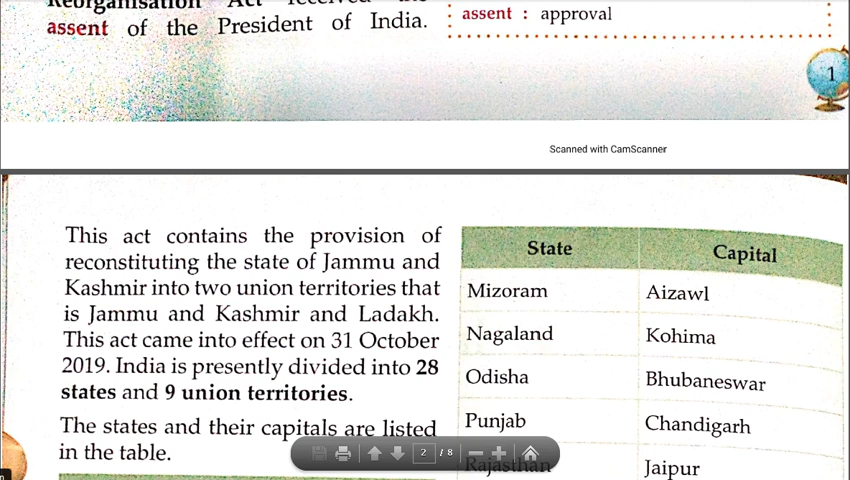 Reorganisation Act received the
assent of the President of India.
assent : approval
1
Scanned with CamScanner
This act contains the provision of
reconstituting the state of Jammu and
Kashmir into two union territories that
is Jammu and Kashmir and Ladakh.
This act came into effect on 31 October
2019. India is presently divided into 28
states and 9 union territories.
The states and their capitals are listed
in the table.
State Capital
Mizoram Aizawl
Nagaland Kohima
Odisha Bhubaneswar
Punjab Chandigarh
Rajasthan Jaipur
2 / 8